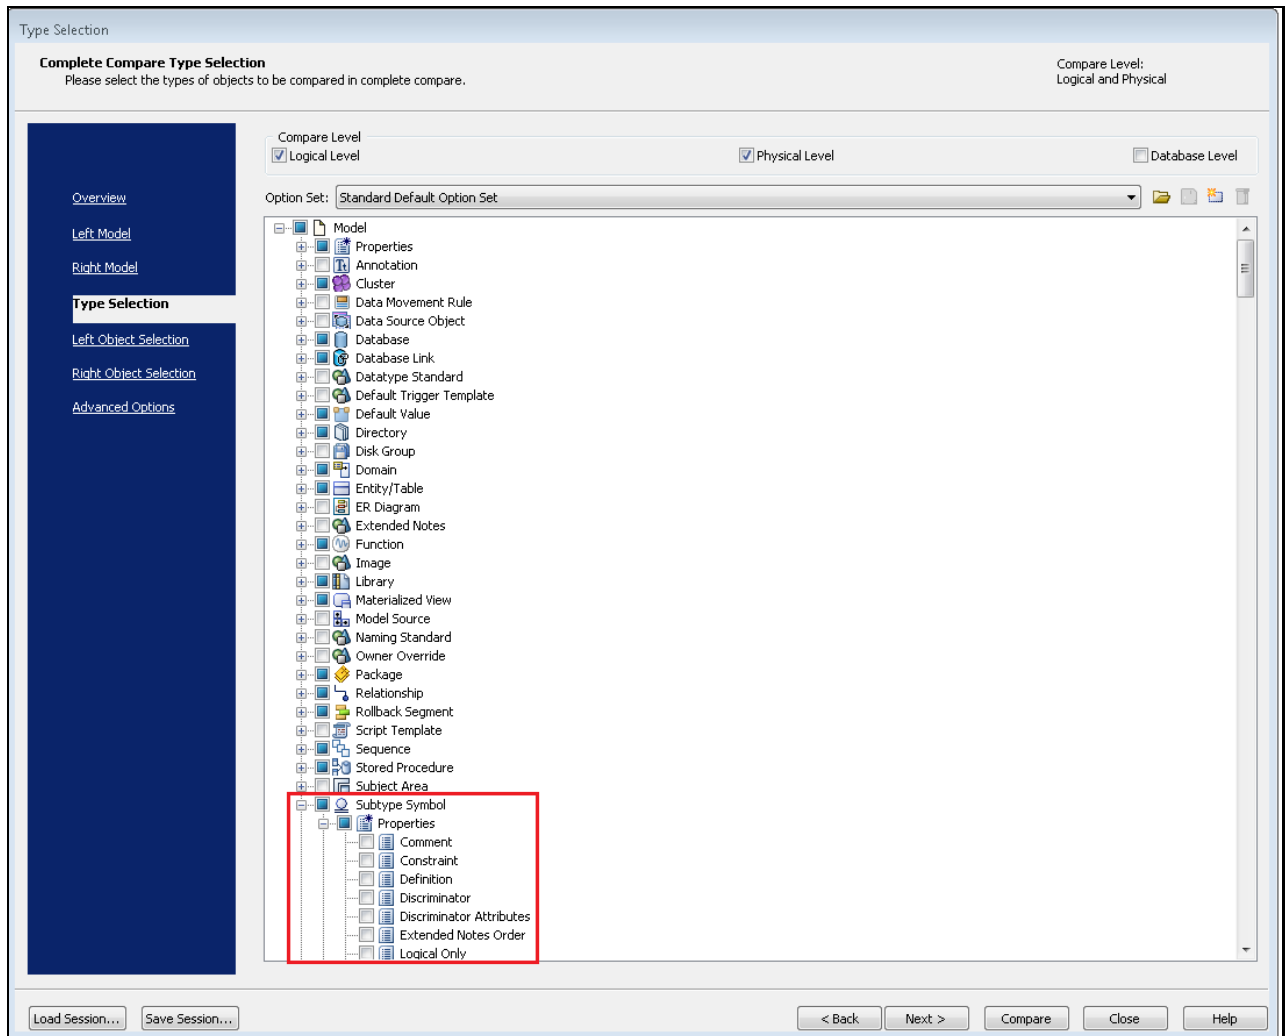 Type Selection
Complete Compare Type Selection
Please select the types of objects to be compared in complete compare.
Compare Level:
Logical and Physical
Overview
Left Model
Right Model
Type Selection
Left Object Selection
Right Object Selection
Advanced Options
Compare Level
Logical Level
Physical Level
Database Level
Option Set: Standard Default Option Set
Model
Properties
Annotation
Cluster
Data Movement Rule
Data Source Object
Database
Database Link
Datatype Standard
Default Trigger Template
Default Value
Directory
Disk Group
Domain
Entity/Table
ER Diagram
Extended Notes
Function
Image
Library
Materialized View
Model Source
Naming Standard
Owner Override
Package
Relationship
Rollback Segment
Script Template
Sequence
Stored Procedure
Subject Area
Subtype Symbol
Properties
Comment
Constraint
Definition
Discriminator
Discriminator Attributes
Extended Notes Order
Logical Only
Load Session... Save Session... < Back Next > Compare Close Help